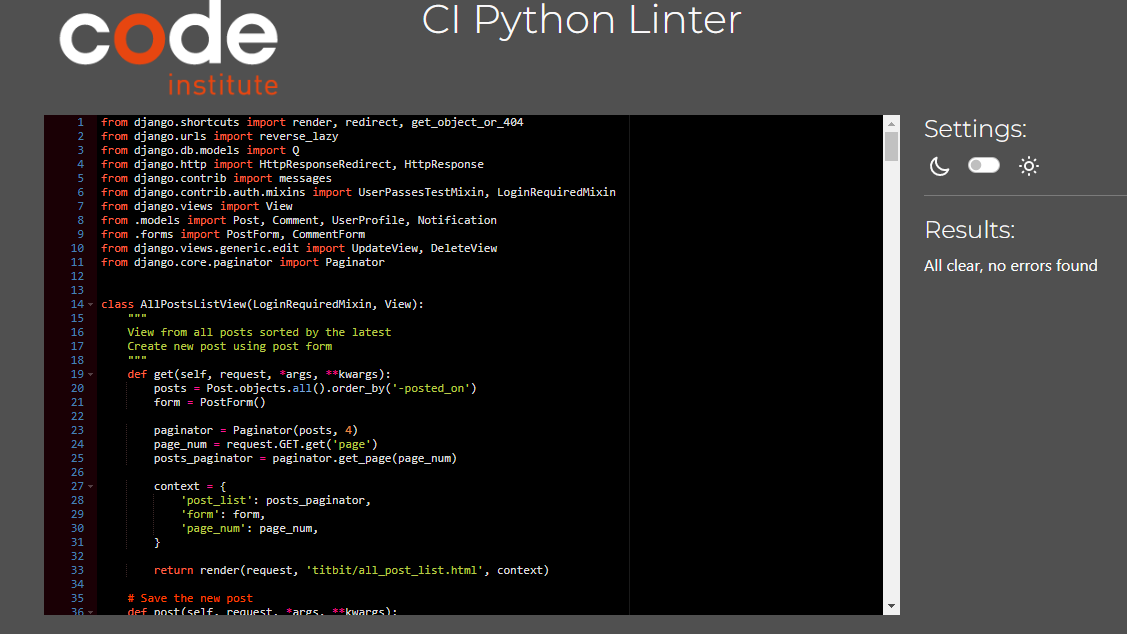 code
institute
CI Python Linter
1 from django.shortcuts import render, redirect, get_object_or_404
2 from django.urls import reverse_lazy
3 from django.db.models import Q
4 from django.http import HttpResponseRedirect, HttpResponse
5 from django.contrib import messages
6 from django.contrib.auth.mixins import UserPassesTestMixin, LoginRequiredMixin
7 from django.views import View
8 from .models import Post, Comment, UserProfile, Notification
9 from .forms import PostForm, CommentForm
10 from django.views.generic.edit import UpdateView, DeleteView
11 from django.core.paginator import Paginator
12
13
14 class AllPostsListView(LoginRequiredMixin, View):
15     """
16     View from all posts sorted by the latest
17     Create new post using post form
18     """
19     def get(self, request, *args, **kwargs):
20         posts = Post.objects.all().order_by('-posted_on')
21         form = PostForm()
22
23         paginator = Paginator(posts, 4)
24         page_num = request.GET.get('page')
25         posts_paginator = paginator.get_page(page_num)
26
27         context = {
28             'post_list': posts_paginator,
29             'form': form,
30             'page_num': page_num,
31         }
32
33         return render(request, 'titbit/all_post_list.html', context)
34
35     # Save the new post
36     def post(self, request, *args, **kwargs):
Settings:
Results:
All clear, no errors found